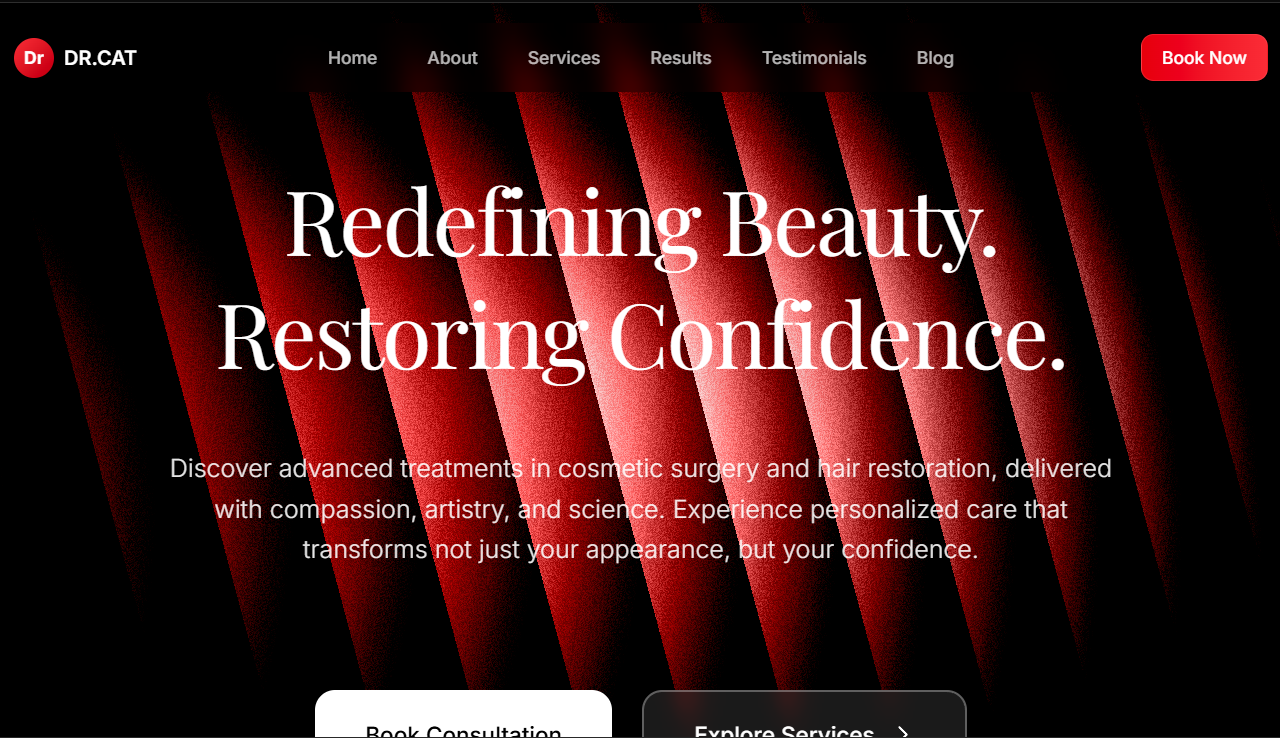 Dr DR.CAT Home About Services Results Testimonials Blog Book Now
Redefining Beauty.
Restoring Confidence.
Discover advanced treatments in cosmetic surgery and hair restoration, delivered
with compassion, artistry, and science. Experience personalized care that
transforms not just your appearance, but your confidence.
Book Consultation Explore Services